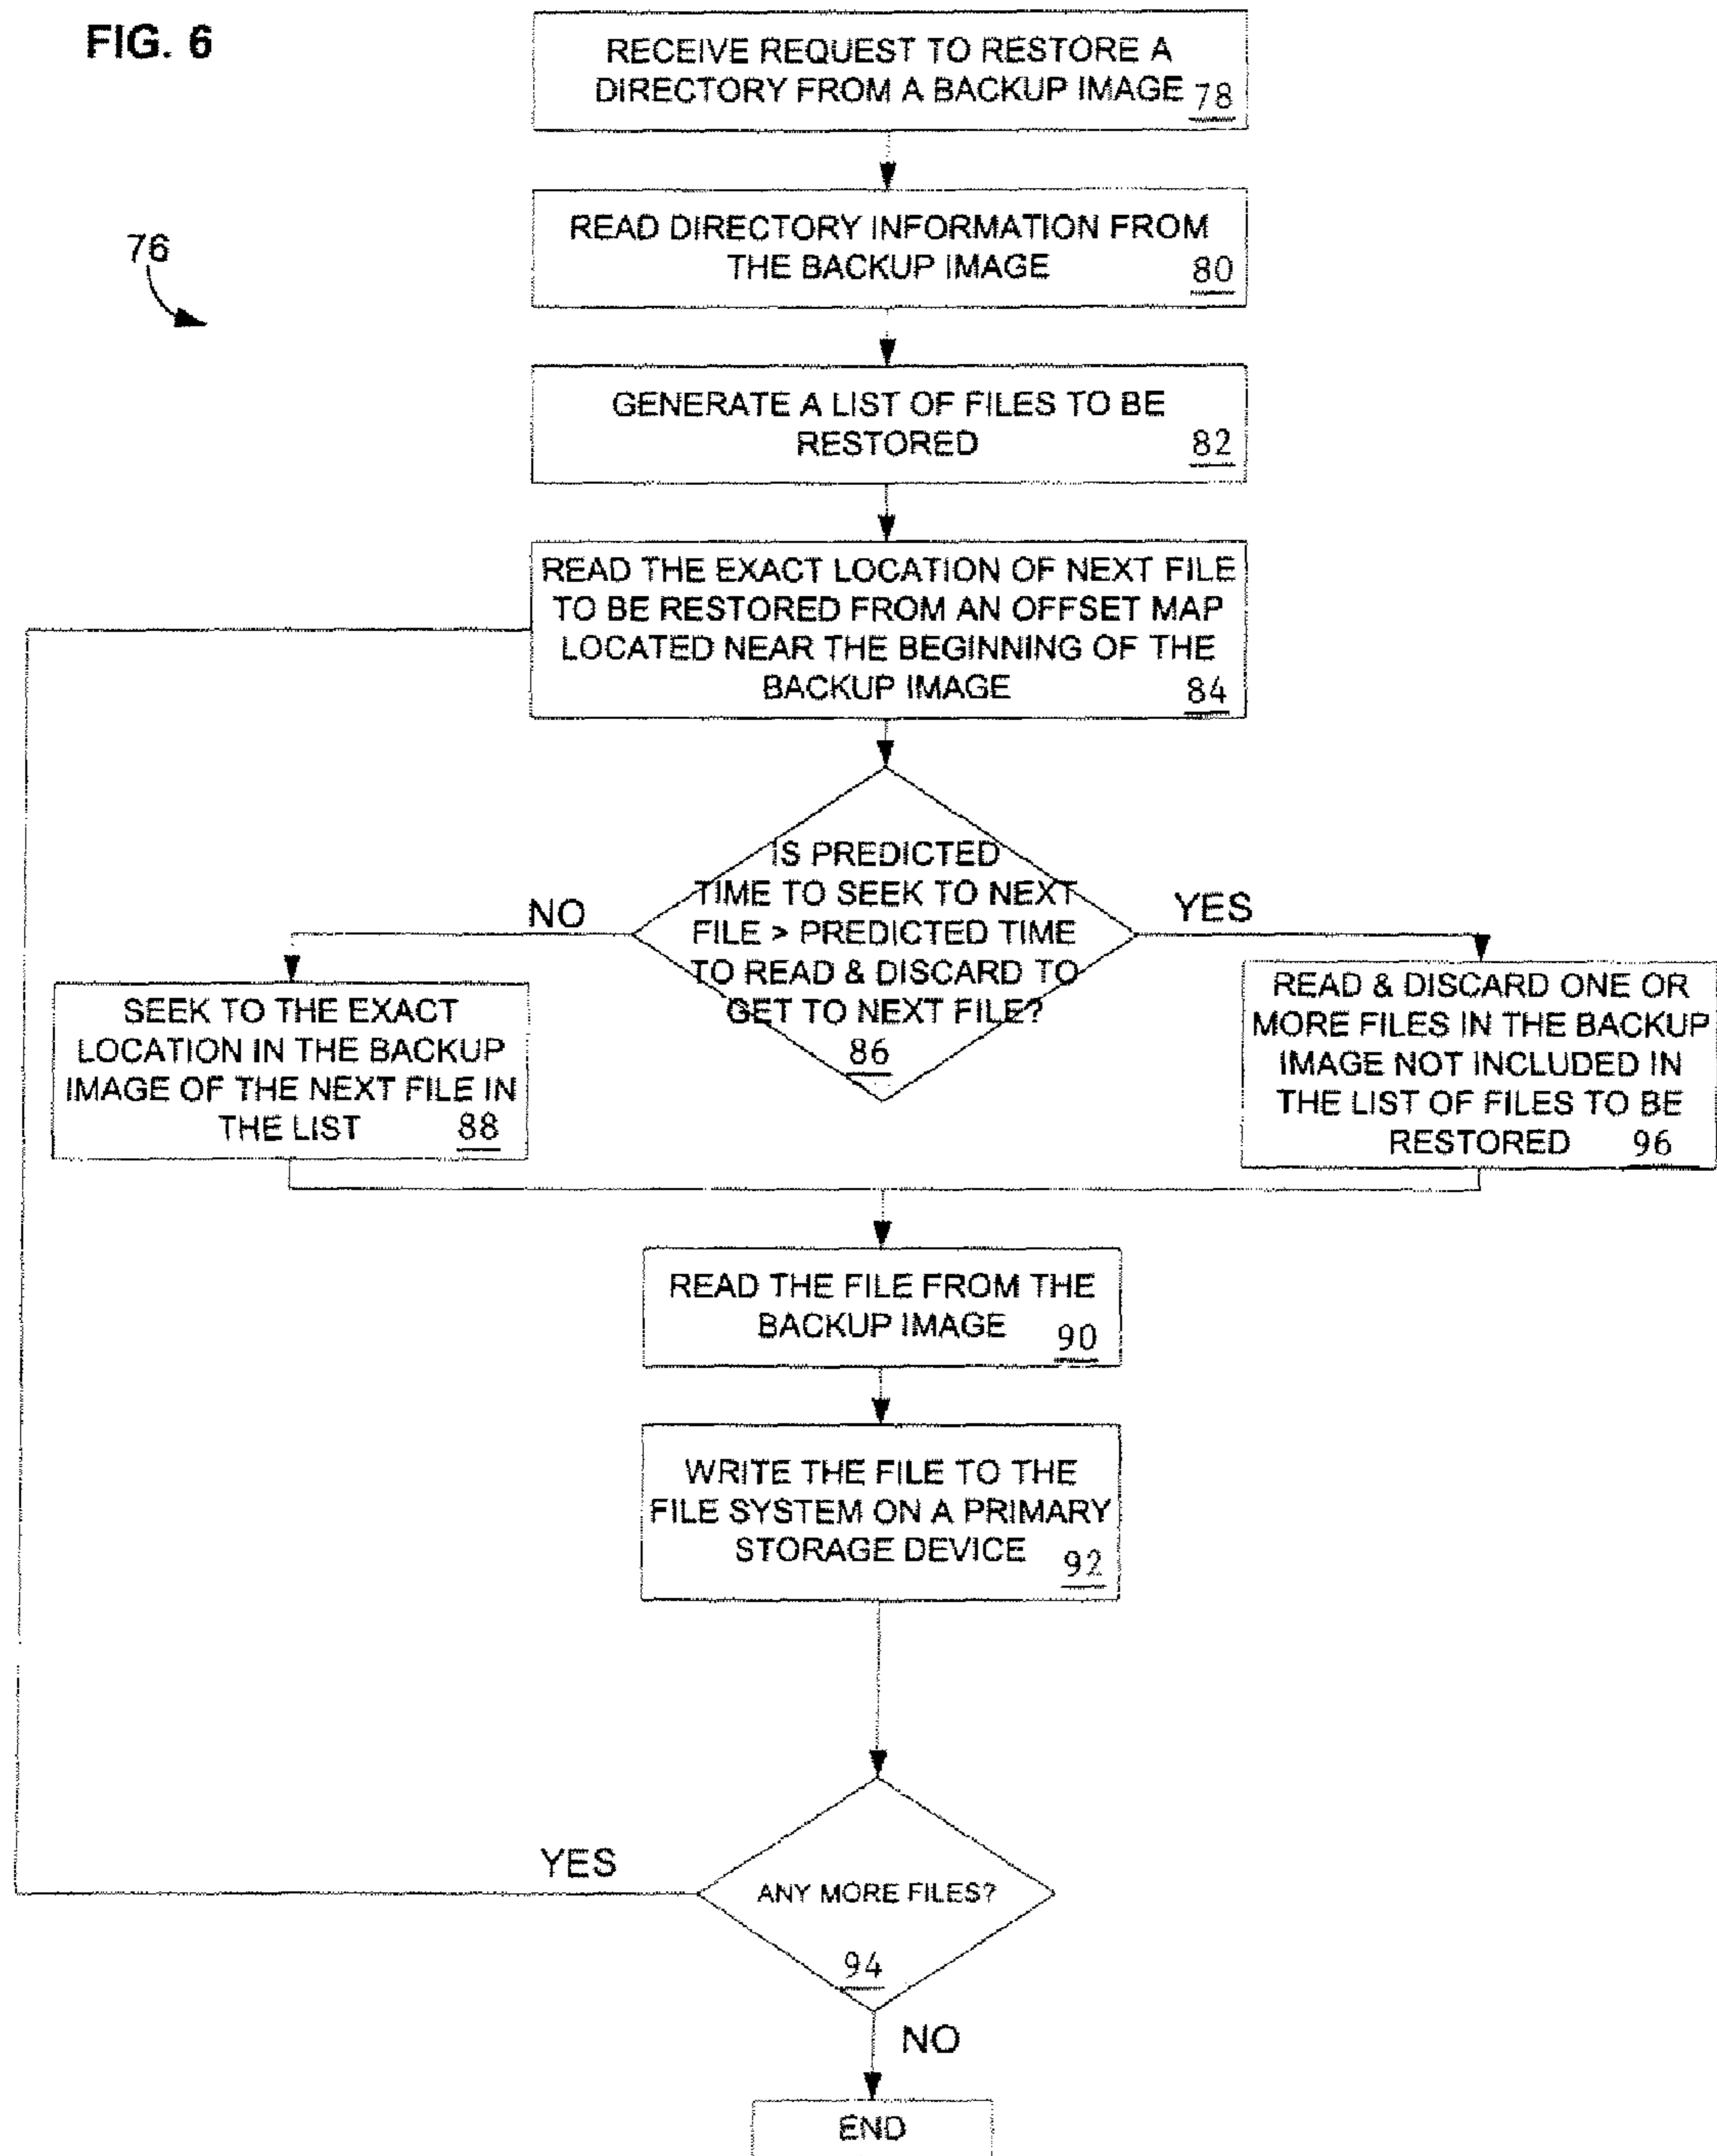 FIG. 6
RECEIVE REQUEST TO RESTORE A
DIRECTORY FROM A BACKUP IMAGE 78
76
READ DIRECTORY INFORMATION FROM
THE BACKUP IMAGE 80
GENERATE A LIST OF FILES TO BE
RESTORED 82
READ THE EXACT LOCATION OF NEXT FILE
TO BE RESTORED FROM AN OFFSET MAP
LOCATED NEAR THE BEGINNING OF THE
BACKUP IMAGE 84
IS PREDICTED
TIME TO SEEK TO NEXT
FILE > PREDICTED TIME
TO READ & DISCARD TO
GET TO NEXT FILE?
86
NO
YES
SEEK TO THE EXACT
LOCATION IN THE BACKUP
IMAGE OF THE NEXT FILE IN
THE LIST 88
READ & DISCARD ONE OR
MORE FILES IN THE BACKUP
IMAGE NOT INCLUDED IN
THE LIST OF FILES TO BE
RESTORED 96
READ THE FILE FROM THE
BACKUP IMAGE 90
WRITE THE FILE TO THE
FILE SYSTEM ON A PRIMARY
STORAGE DEVICE 92
YES
ANY MORE FILES?
94
NO
END